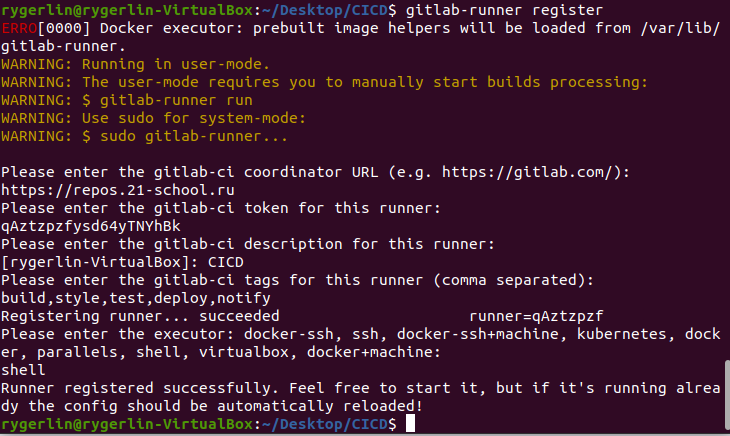 rygerlin@rygerlin-VirtualBox:~/Desktop/CICD$ gitlab-runner register
ERRO[0000] Docker executor: prebuilt image helpers will be loaded from /var/lib/
gitlab-runner.
WARNING: Running in user-mode.
WARNING: The user-mode requires you to manually start builds processing:
WARNING: $ gitlab-runner run
WARNING: Use sudo for system-mode:
WARNING: $ sudo gitlab-runner...
Please enter the gitlab-ci coordinator URL (e.g. https://gitlab.com/):
https://repos.21-school.ru
Please enter the gitlab-ci token for this runner:
qAztzpzfysd64yTNYhBk
Please enter the gitlab-ci description for this runner:
[rygerlin-VirtualBox]: CICD
Please enter the gitlab-ci tags for this runner (comma separated):
build,style,test,deploy,notify
Registering runner... succeeded                     runner=qAztzpzf
Please enter the executor: docker-ssh, ssh, docker-ssh+machine, kubernetes, dock
er, parallels, shell, virtualbox, docker+machine:
shell
Runner registered successfully. Feel free to start it, but if it's running alrea
dy the config should be automatically reloaded!
rygerlin@rygerlin-VirtualBox:~/Desktop/CICD$